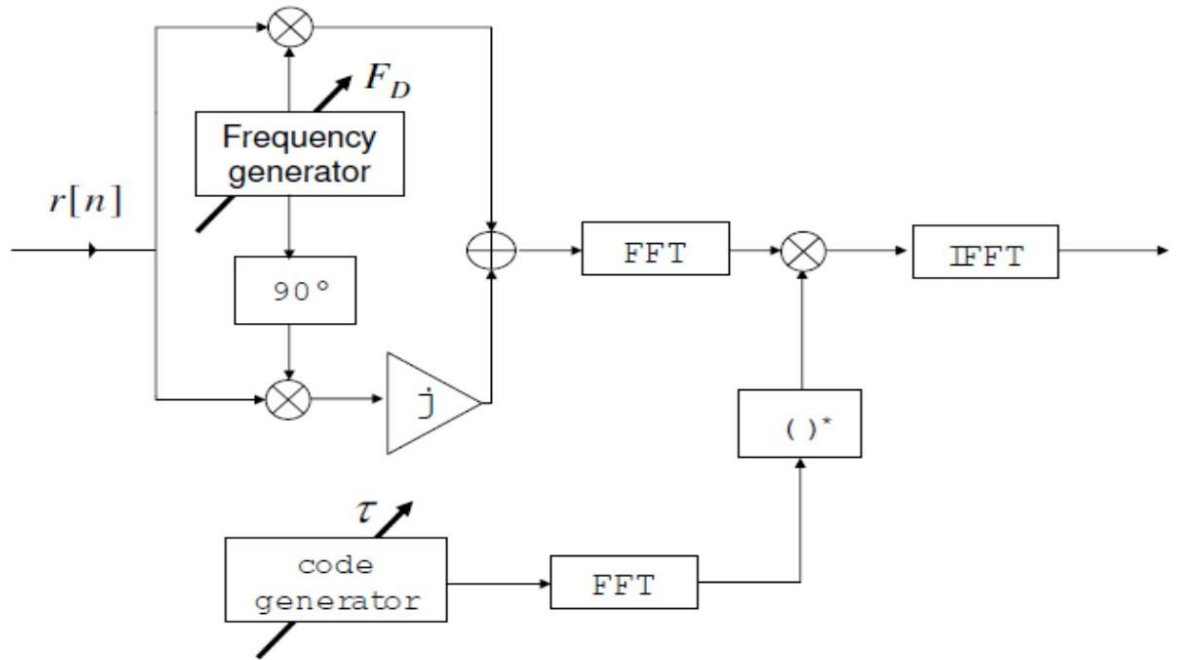 F_D
Frequency
generator
r[n]
90°
FFT
IFFT
j
()*
τ
code
generator
FFT